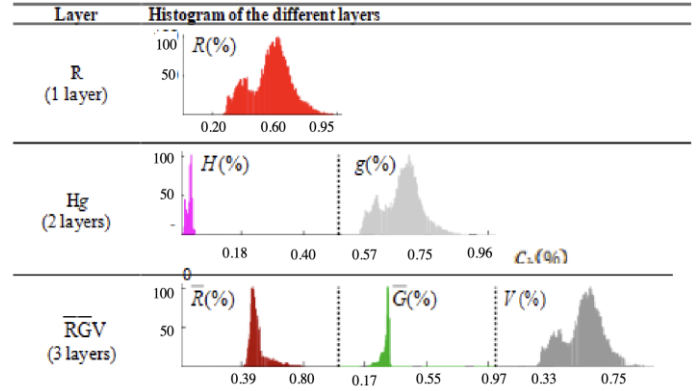 Layer Histogram of the different layers
R
(1 layer)
100
50
R(%)
0.20 0.60 0.95
Hg
(2 layers)
100
50
H(%)
g(%)
0.18 0.40 0.57 0.75 0.96
0
R̅G̅V
(3 layers)
100
50
R̅(%)
G̅(%)
V(%)
0.39 0.80 0.17 0.55 0.97 0.33 0.75